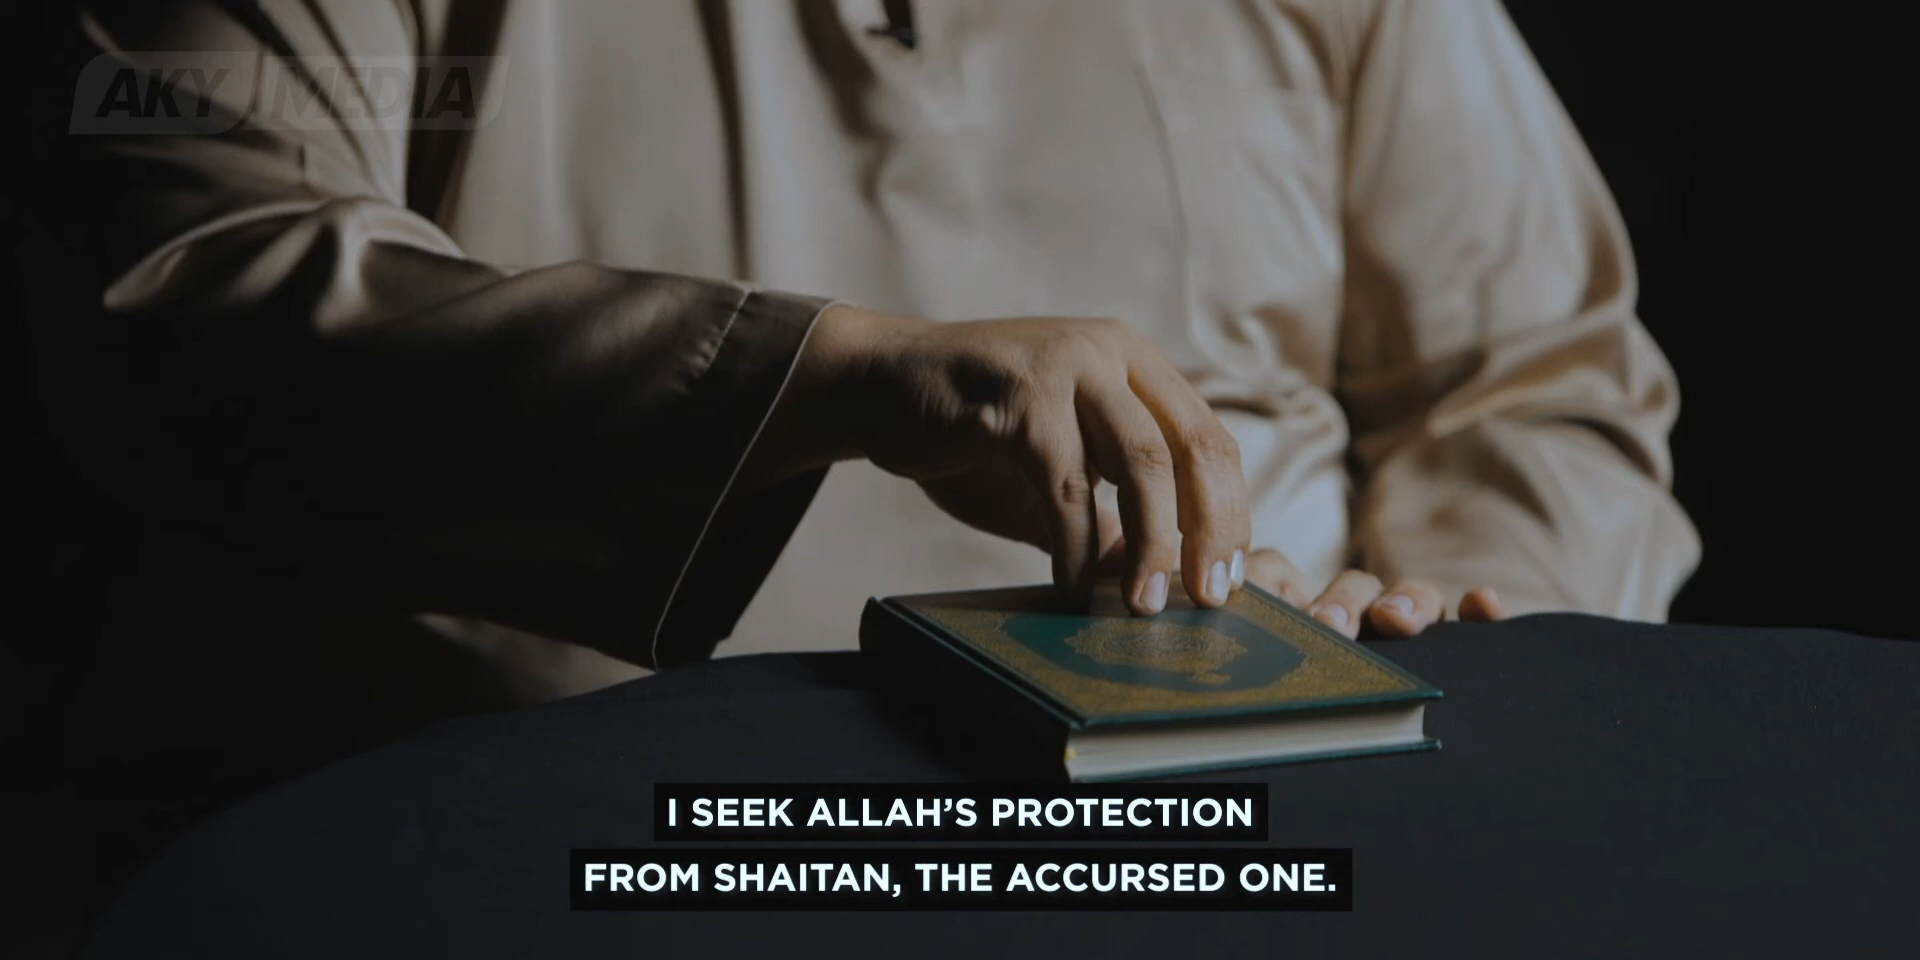 AKY MEDIA
I SEEK ALLAH’S PROTECTION
FROM SHAITAN, THE ACCURSED ONE.